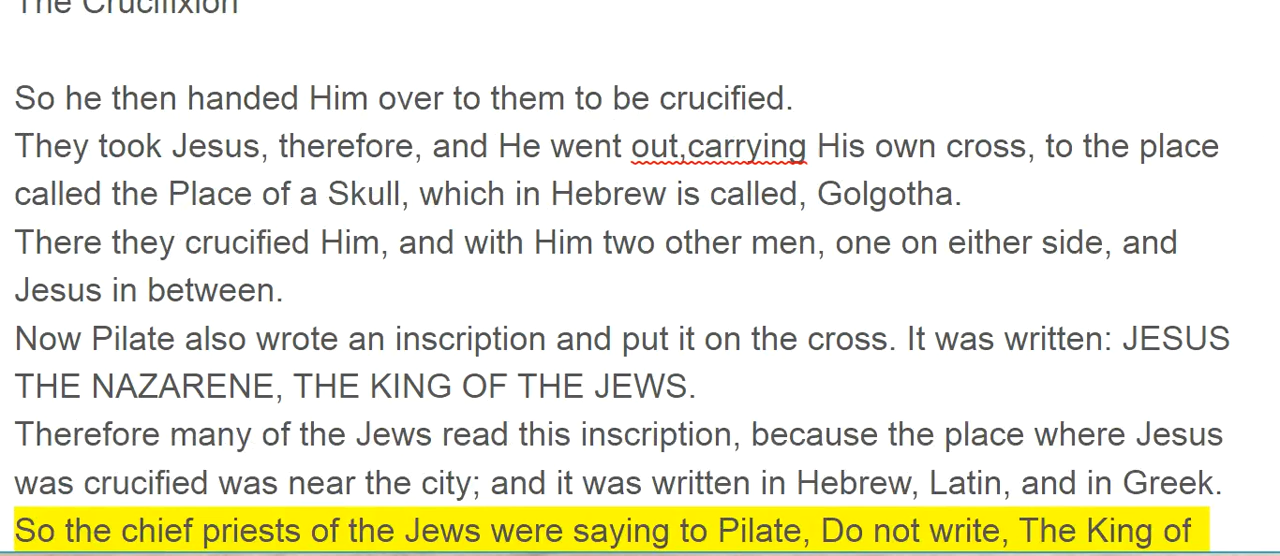 The Crucifixion
So he then handed Him over to them to be crucified.
They took Jesus, therefore, and He went out,carrying His own cross, to the place
called the Place of a Skull, which in Hebrew is called, Golgotha.
There they crucified Him, and with Him two other men, one on either side, and
Jesus in between.
Now Pilate also wrote an inscription and put it on the cross. It was written: JESUS
THE NAZARENE, THE KING OF THE JEWS.
Therefore many of the Jews read this inscription, because the place where Jesus
was crucified was near the city; and it was written in Hebrew, Latin, and in Greek.
So the chief priests of the Jews were saying to Pilate, Do not write, The King of